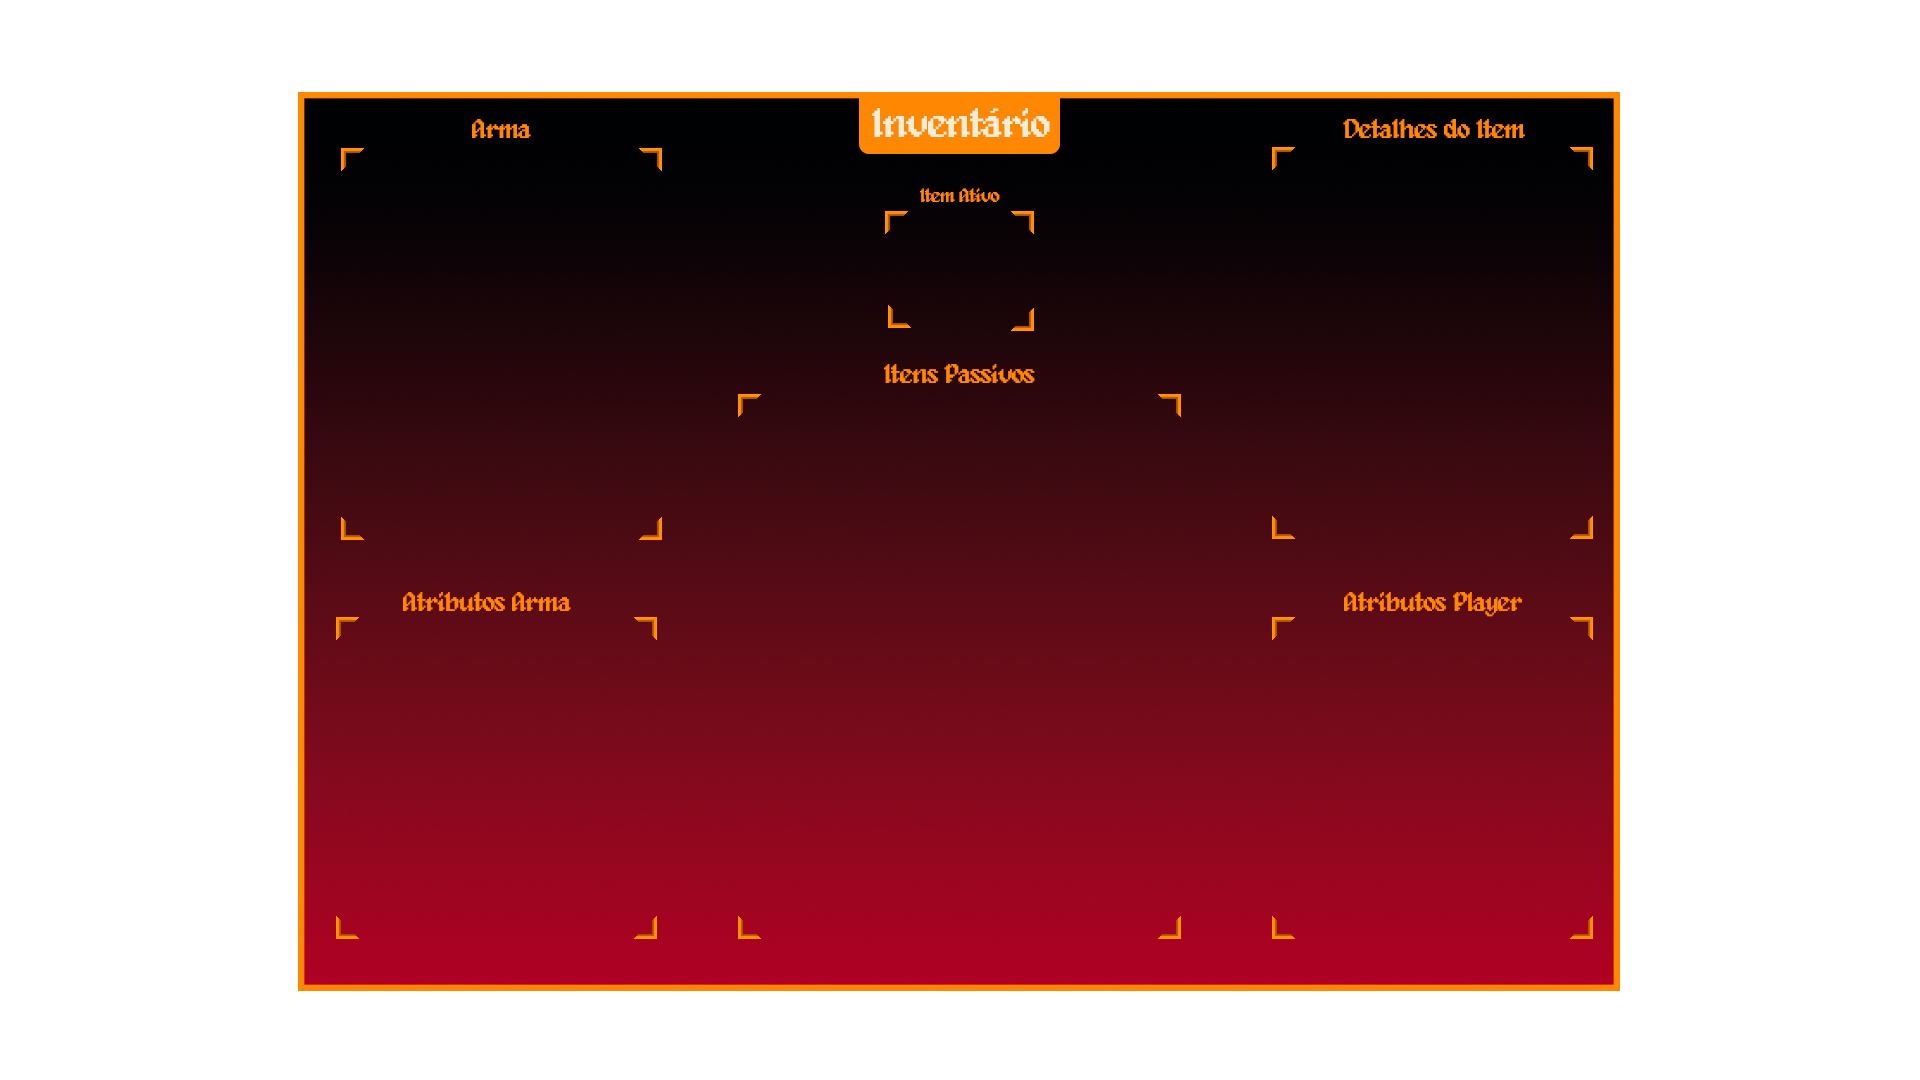 Inventário
Arma
Detalhes do Item
Item Ativo
Itens Passivos
Atributos Arma
Atributos Player